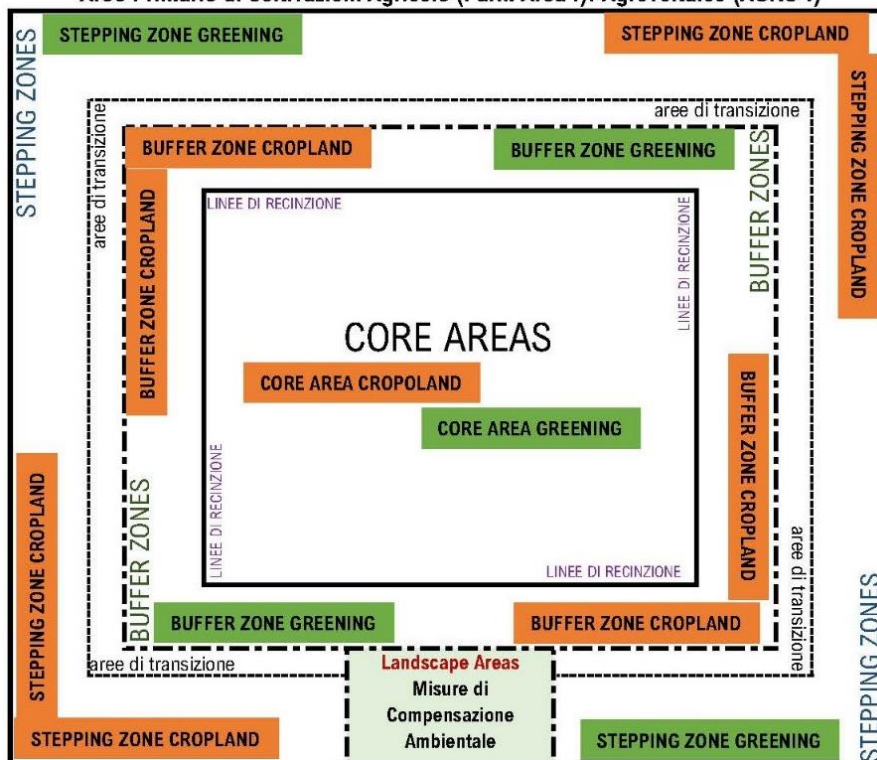 STEPPING ZONE GREENING
STEPPING ZONE CROPLAND
STEPPING ZONES
STEPPING ZONE CROPLAND
aree di transizione
aree di transizione
BUFFER ZONE CROPLAND
BUFFER ZONE GREENING
BUFFER ZONES
BUFFER ZONE CROPLAND
LINEE DI RECINZIONE
LINEE DI RECINZIONE
CORE AREAS
CORE AREA CROPOLAND
CORE AREA GREENING
BUFFER ZONE CROPLAND
LINEE DI RECINZIONE
LINEE DI RECINZIONE
BUFFER ZONES
STEPPING ZONE CROPLAND
aree di transizione
BUFFER ZONE GREENING
BUFFER ZONE CROPLAND
STEPPING ZONES
aree di transizione
Landscape Areas
Misure di
Compensazione
Ambientale
STEPPING ZONE CROPLAND
STEPPING ZONE GREENING